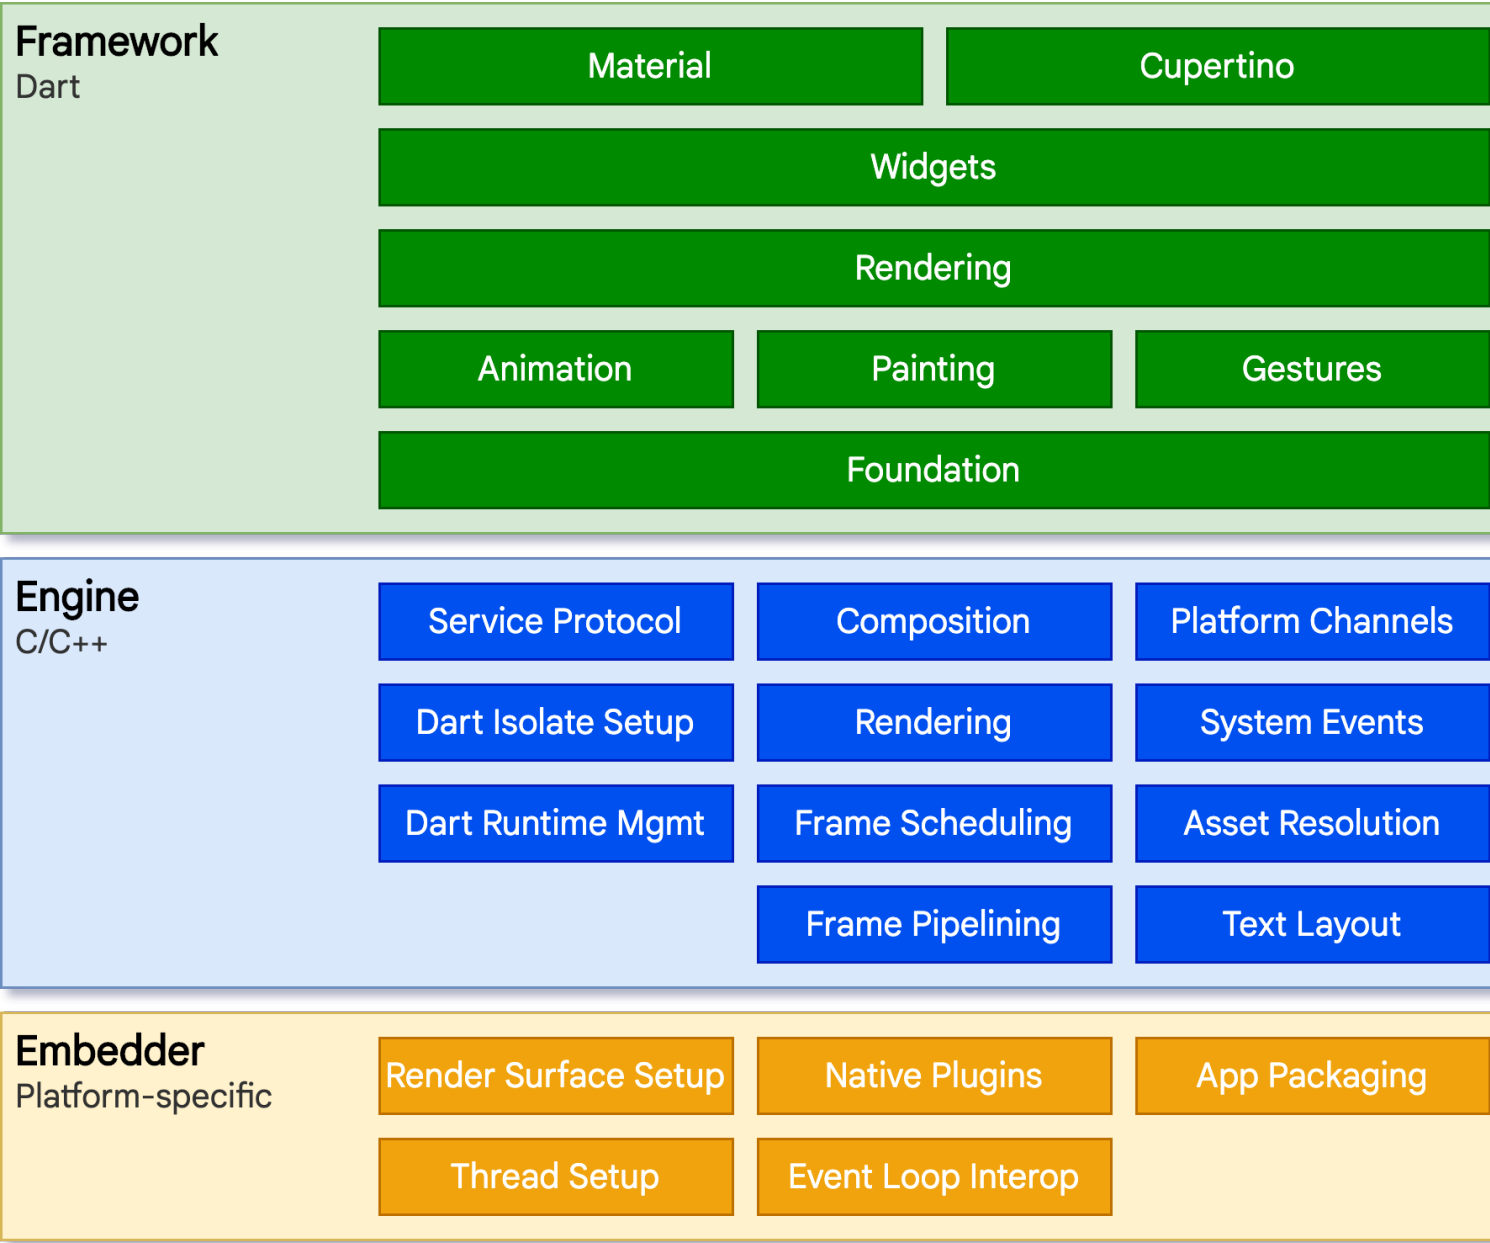 Framework
Dart
Material
Cupertino
Widgets
Rendering
Animation
Painting
Gestures
Foundation
Engine
C/C++
Service Protocol
Composition
Platform Channels
Dart Isolate Setup
Rendering
System Events
Dart Runtime Mgmt
Frame Scheduling
Asset Resolution
Frame Pipelining
Text Layout
Embedder
Platform-specific
Render Surface Setup
Native Plugins
App Packaging
Thread Setup
Event Loop Interop